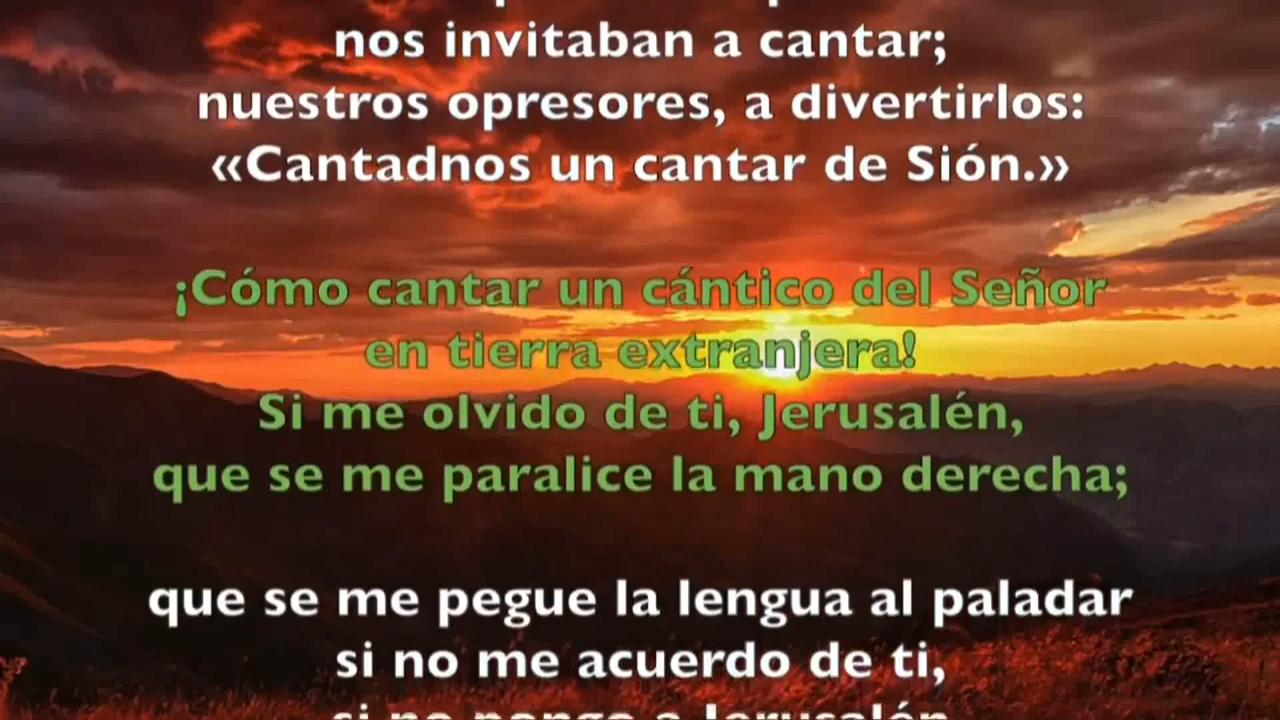 nos invitaban a cantar;
nuestros opresores, a divertirlos:
«Cantadnos un cantar de Sión.»
¡Cómo cantar un cántico del Señor
en tierra extranjera!
Si me olvido de ti, Jerusalén,
que se me paralice la mano derecha;
que se me pegue la lengua al paladar
si no me acuerdo de ti,
si no pongo a Jerusalén